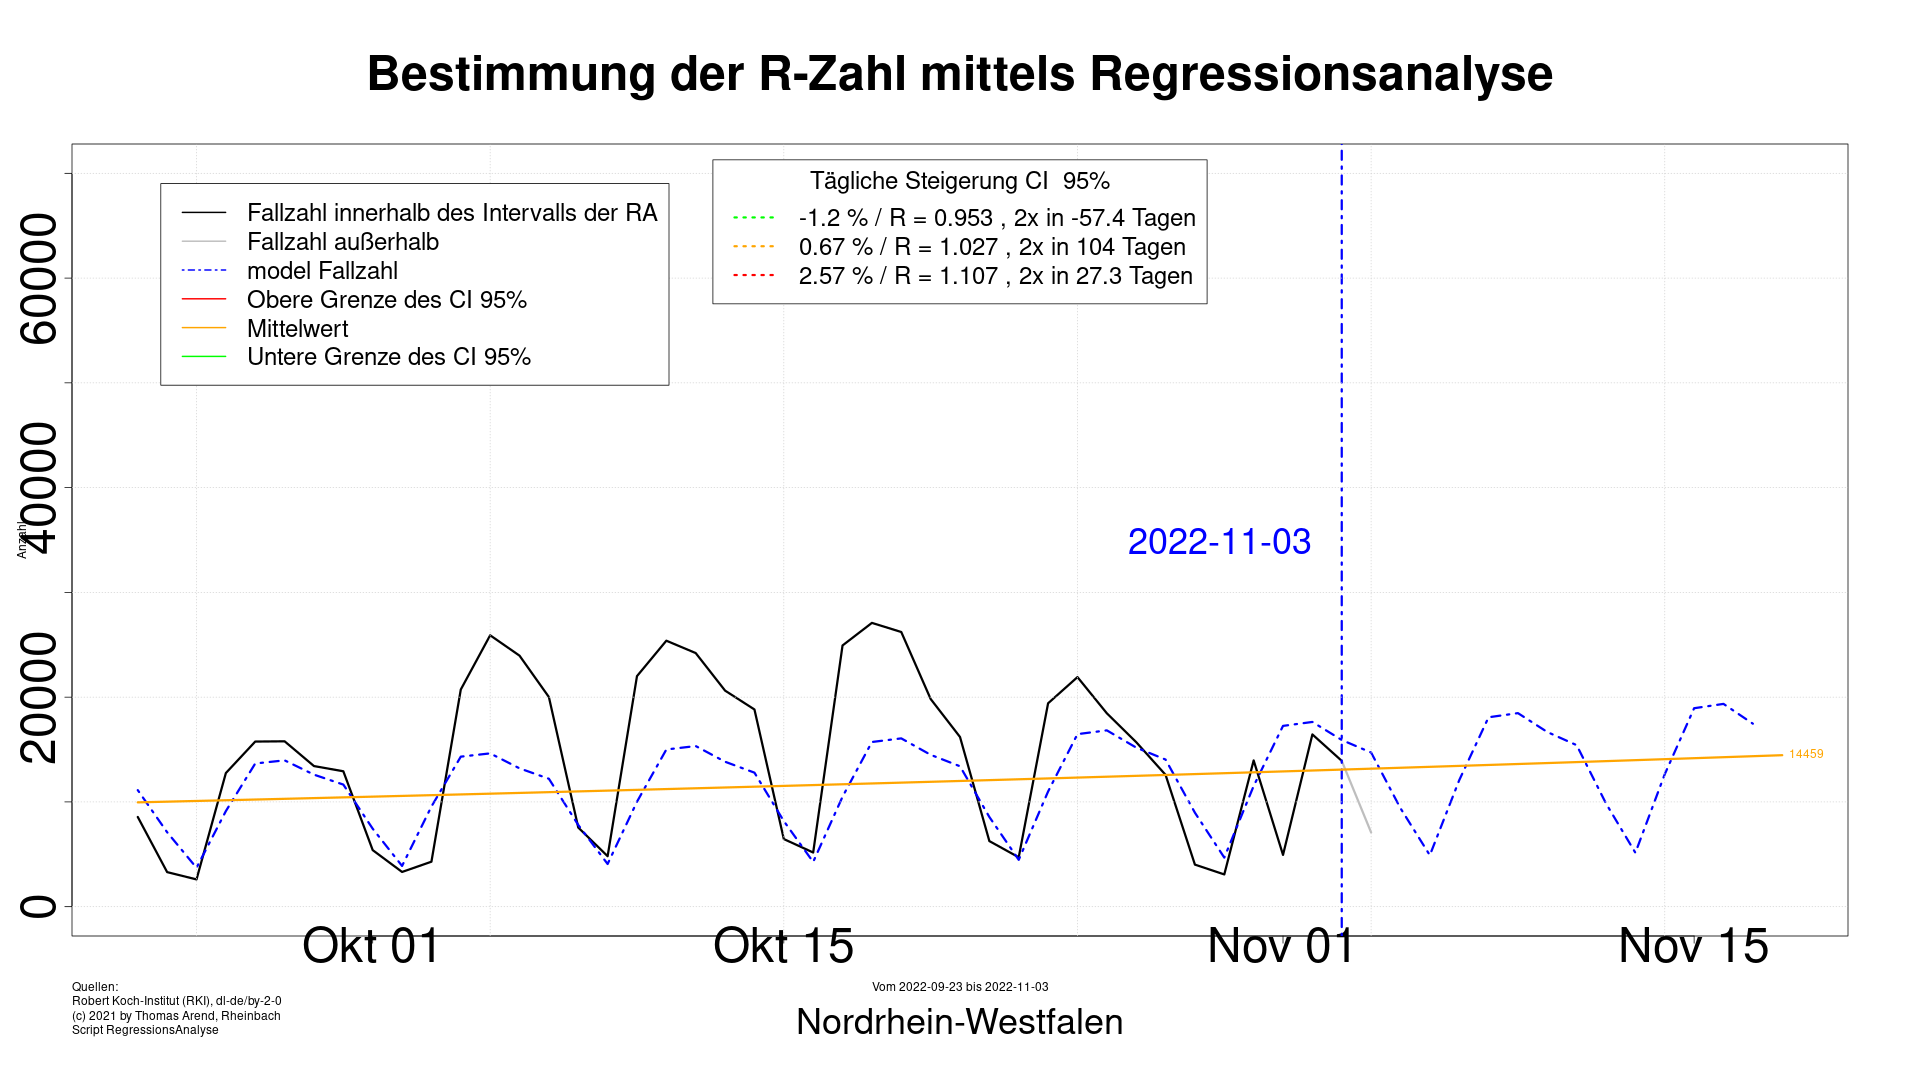 Bestimmung der R-Zahl mittels Regressionsanalyse
Fallzahl innerhalb des Intervalls der RA
Fallzahl außerhalb
model Fallzahl
Obere Grenze des CI 95%
Mittelwert
Untere Grenze des CI 95%
Tägliche Steigerung CI  95%
-1.2 % / R = 0.953 , 2x in -57.4 Tagen
0.67 % / R = 1.027 , 2x in 104 Tagen
2.57 % / R = 1.107 , 2x in 27.3 Tagen
60000
40000
20000
0
Anzahl
2022-11-03
14459
Okt 01
Okt 15
Nov 01
Nov 15
Quellen:
Robert Koch-Institut (RKI), dl-de/by-2-0
(c) 2021 by Thomas Arend, Rheinbach
Script RegressionsAnalyse
Vom 2022-09-23 bis 2022-11-03
Nordrhein-Westfalen